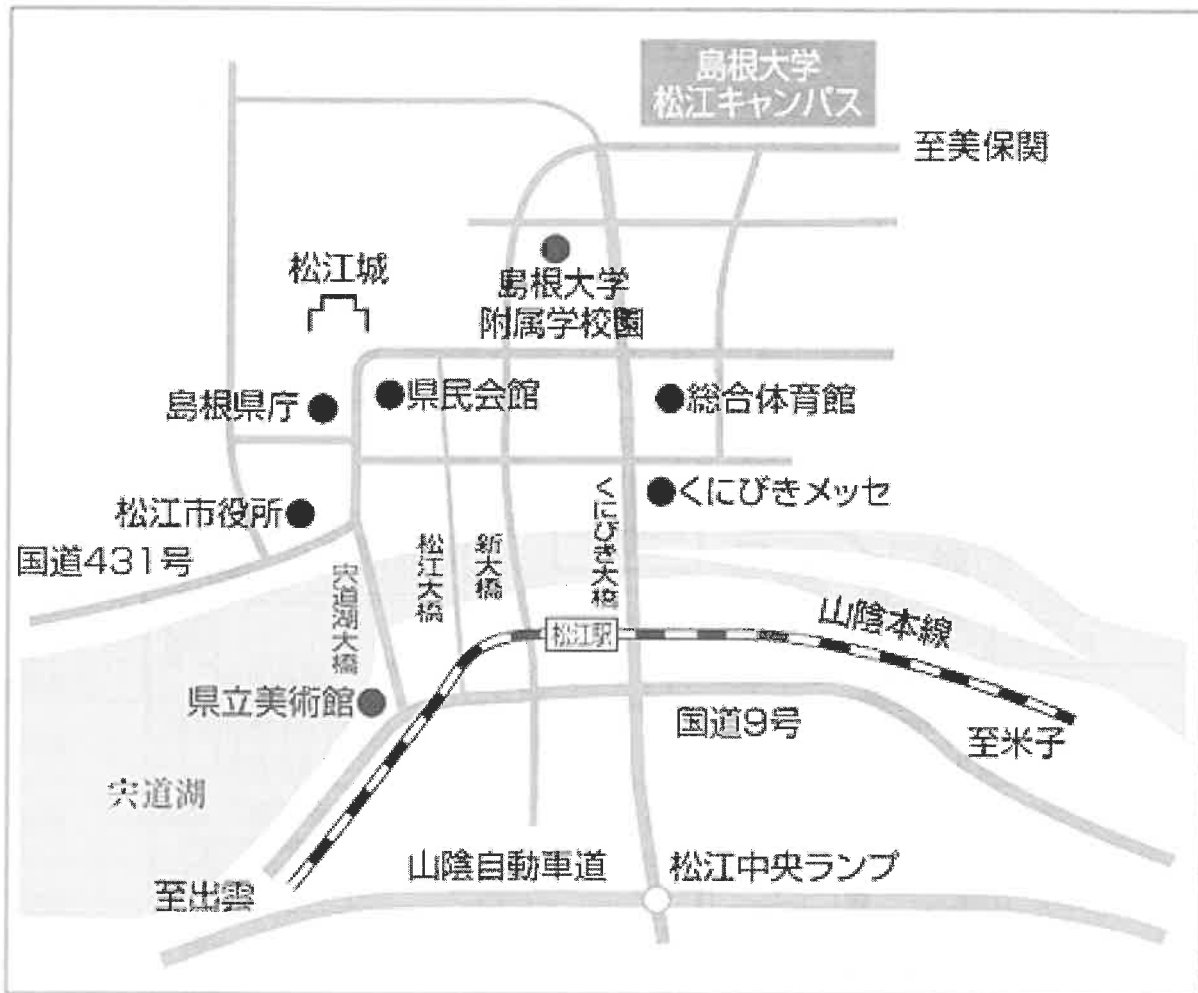 島根大学
松江キャンパス
至美保関
松江城
島根大学
附属学校園
島根県庁
県民会館
総合体育館
松江市役所
くにびきメッセ
国道431号
宍道湖大橋
松江大橋
新大橋
くにびき大橋
山陰本線
松江駅
県立美術館
国道9号
至米子
宍道湖
至出雲
山陰自動車道
松江中央ランプ